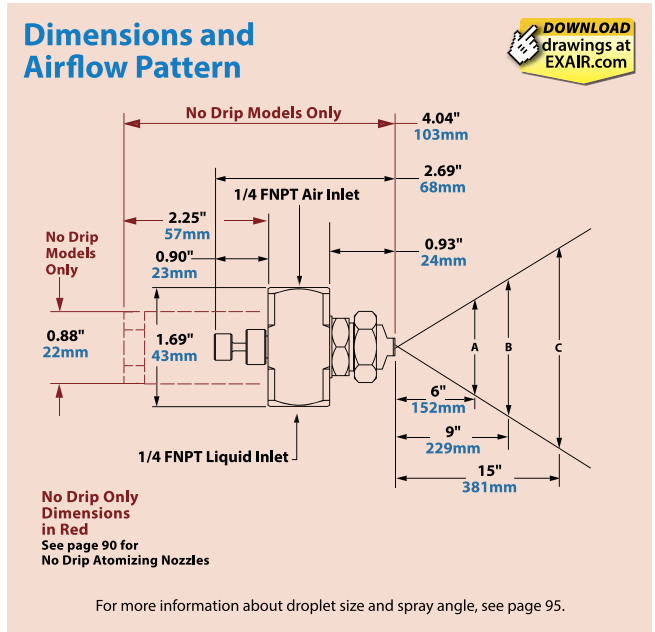 Dimensions and
Airflow Pattern
DOWNLOAD
drawings at
EXAIR.com
No Drip Models Only
4.04"
103mm
2.69"
68mm
1/4 FNPT Air Inlet
2.25"
57mm
No Drip
Models
Only
0.90"
23mm
0.93"
24mm
0.88"
22mm
1.69"
43mm
A
B
C
6"
152mm
9"
229mm
1/4 FNPT Liquid Inlet
15"
381mm
No Drip Only
Dimensions
in Red
See page 90 for
No Drip Atomizing Nozzles
For more information about droplet size and spray angle, see page 95.